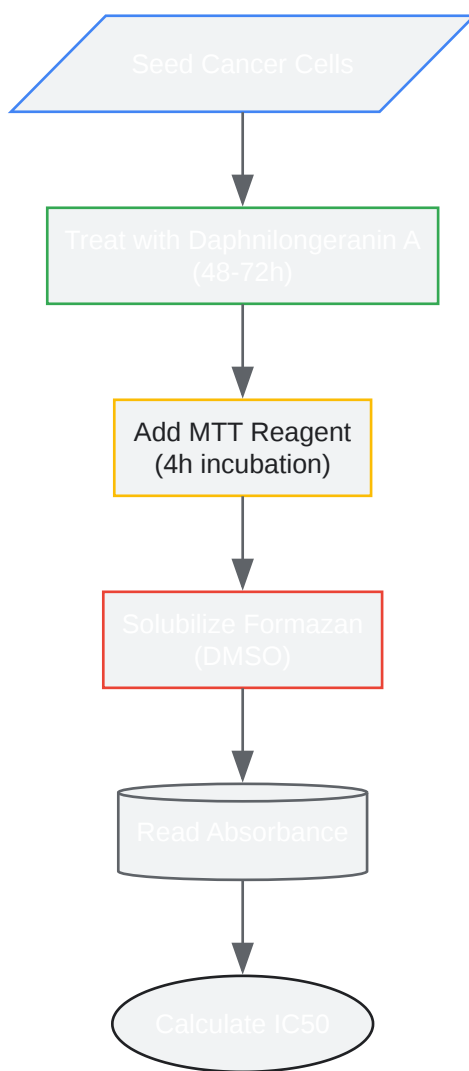 Seed Cancer Cells
Treat with Daphnilongeranin A
(48-72h)
Add MTT Reagent
(4h incubation)
Solubilize Formazan
(DMSO)
Read Absorbance
Calculate IC50